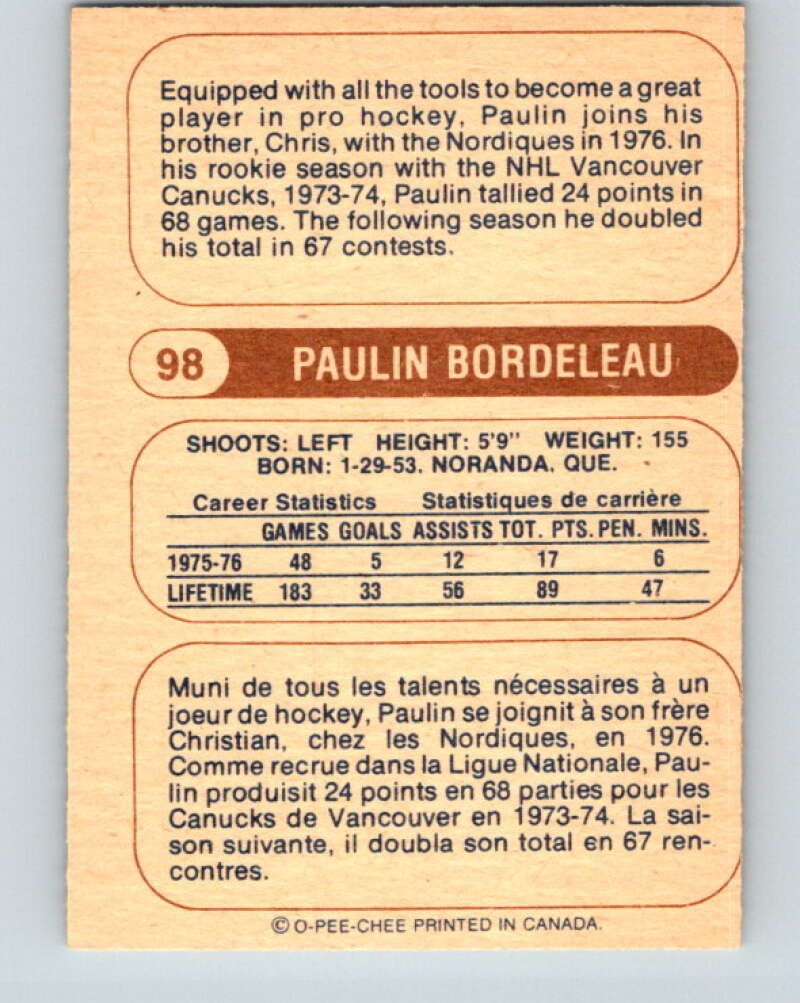 Equipped with all the tools to become a great
player in pro hockey, Paulin joins his
brother, Chris, with the Nordiques in 1976. In
his rookie season with the NHL Vancouver
Canucks, 1973-74, Paulin tallied 24 points in
68 games. The following season he doubled
his total in 67 contests.
98 PAULIN BORDELEAU
SHOOTS: LEFT HEIGHT: 5'9" WEIGHT: 155
BORN: 1-29-53, NORANDA, QUE.
Career Statistics Statistiques de carrière
GAMES GOALS ASSISTS TOT. PTS. PEN. MINS.
1975-76 48 5 12 17 6
LIFETIME 183 33 56 89 47
Muni de tous les talents nécessaires à un
joeur de hockey, Paulin se joignit à son frère
Christian, chez les Nordiques, en 1976.
Comme recrue dans la Ligue Nationale, Pau-
lin produisit 24 points en 68 parties pour les
Canucks de Vancouver en 1973-74. La sai-
son suivante, il doubla son total en 67 ren-
contres.
© O-PEE-CHEE PRINTED IN CANADA.